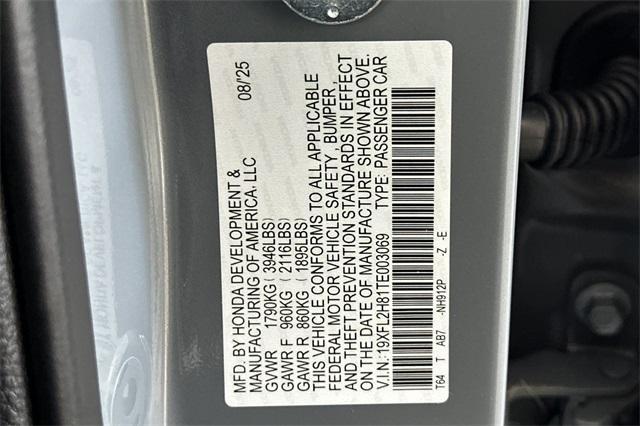 MFD. BY HONDA DEVELOPMENT & 08/'25
MANUFACTURING OF AMERICA, LLC
GVWR 1790KG (3946LBS)
GAWR F 960KG (2116LBS)
GAWR R 860KG (1895LBS)
THIS VEHICLE CONFORMS TO ALL APPLICABLE
FEDERAL MOTOR VEHICLE SAFETY, BUMPER,
AND THEFT PREVENTION STANDARDS IN EFFECT
ON THE DATE OF MANUFACTURE SHOWN ABOVE.
V.I.N.:19XFL2H81TE003069 TYPE: PASSENGER CAR
T64 T AB7 -NH912P -Z -E